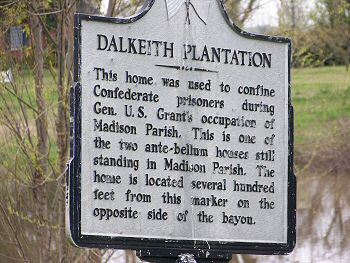 DALKEITH PLANTATION
This home was used to confine
Confederate prisoners during
Gen. U. S. Grant's occupation of
Madison Parish. This is one of
the two ante-bellum houses still
standing in Madison Parish. The
home is located several hundred
feet from this marker on the
opposite side of the bayou.